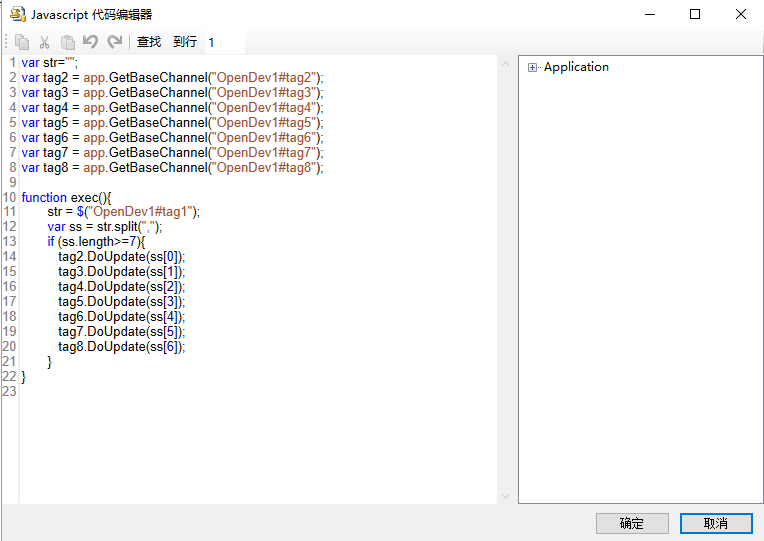 Javascript 代码编辑器
查找 到行 1
1 var str="";
2 var tag2 = app.GetBaseChannel("OpenDev1#tag2");
3 var tag3 = app.GetBaseChannel("OpenDev1#tag3");
4 var tag4 = app.GetBaseChannel("OpenDev1#tag4");
5 var tag5 = app.GetBaseChannel("OpenDev1#tag5");
6 var tag6 = app.GetBaseChannel("OpenDev1#tag6");
7 var tag7 = app.GetBaseChannel("OpenDev1#tag7");
8 var tag8 = app.GetBaseChannel("OpenDev1#tag8");
9
10 function exec(){
11 str = $("OpenDev1#tag1");
12 var ss = str.split(",");
13 if (ss.length>=7){
14 tag2.DoUpdate(ss[0]);
15 tag3.DoUpdate(ss[1]);
16 tag4.DoUpdate(ss[2]);
17 tag5.DoUpdate(ss[3]);
18 tag6.DoUpdate(ss[4]);
19 tag7.DoUpdate(ss[5]);
20 tag8.DoUpdate(ss[6]);
21 }
22 }
23
Application
确定 取消